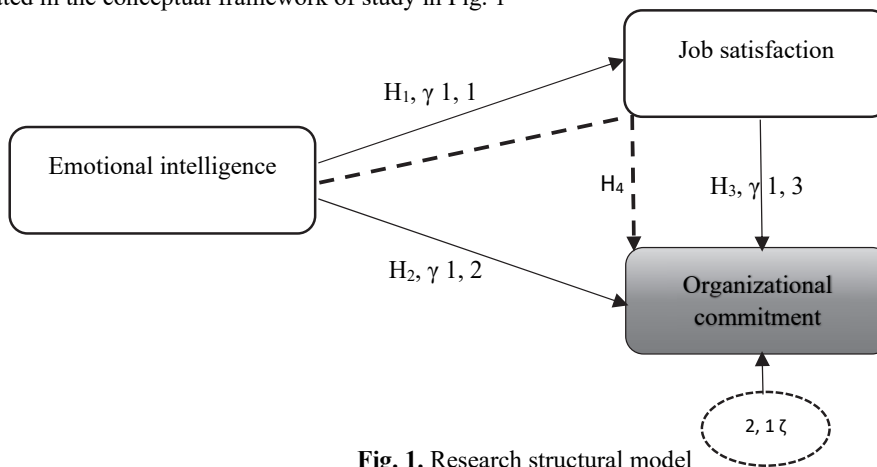 ated in the conceptual framework of study in Fig. 1
Job satisfaction
H₁, γ 1, 1
Emotional intelligence
H₄
H₃, γ 1, 3
H₂, γ 1, 2
Organizational
commitment
2, 1 ζ
Fig. 1. Research structural model